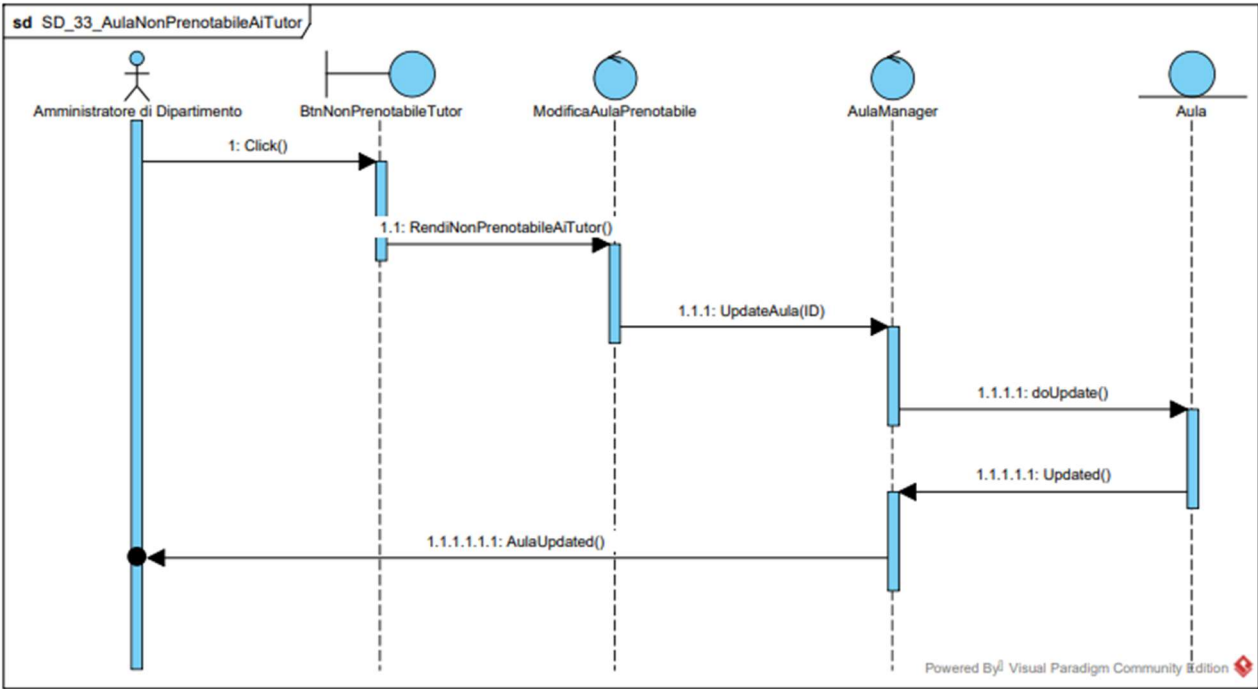 sd SD_33_AulaNonPrenotabileAiTutor
Amministratore di Dipartimento
BtnNonPrenotabileTutor
ModificaAulaPrenotabile
AulaManager
Aula
1: Click()
1.1: RendiNonPrenotabileAiTutor()
1.1.1: UpdateAula(ID)
1.1.1.1: doUpdate()
1.1.1.1.1: Updated()
1.1.1.1.1.1: AulaUpdated()
Powered By Visual Paradigm Community Edition